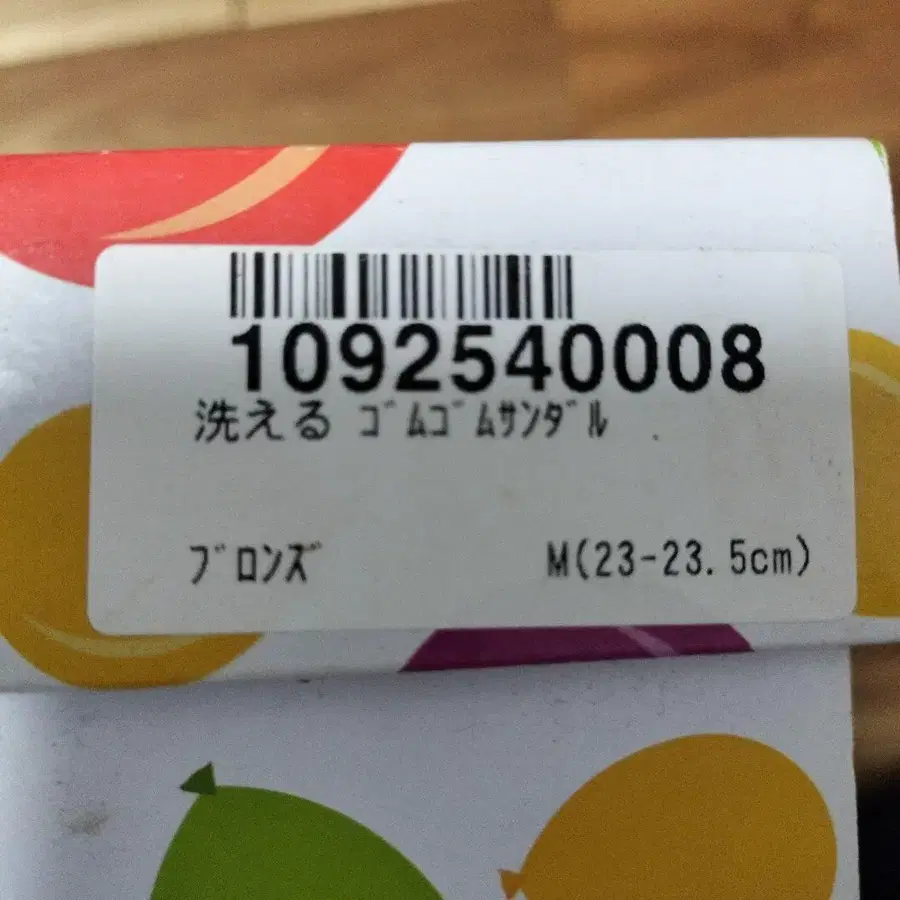 1092540008
洗える ｺﾞﾑｺﾞﾑｻﾝﾀﾞﾙ
ﾌﾞﾛﾝｽﾞ M(23-23.5cm)